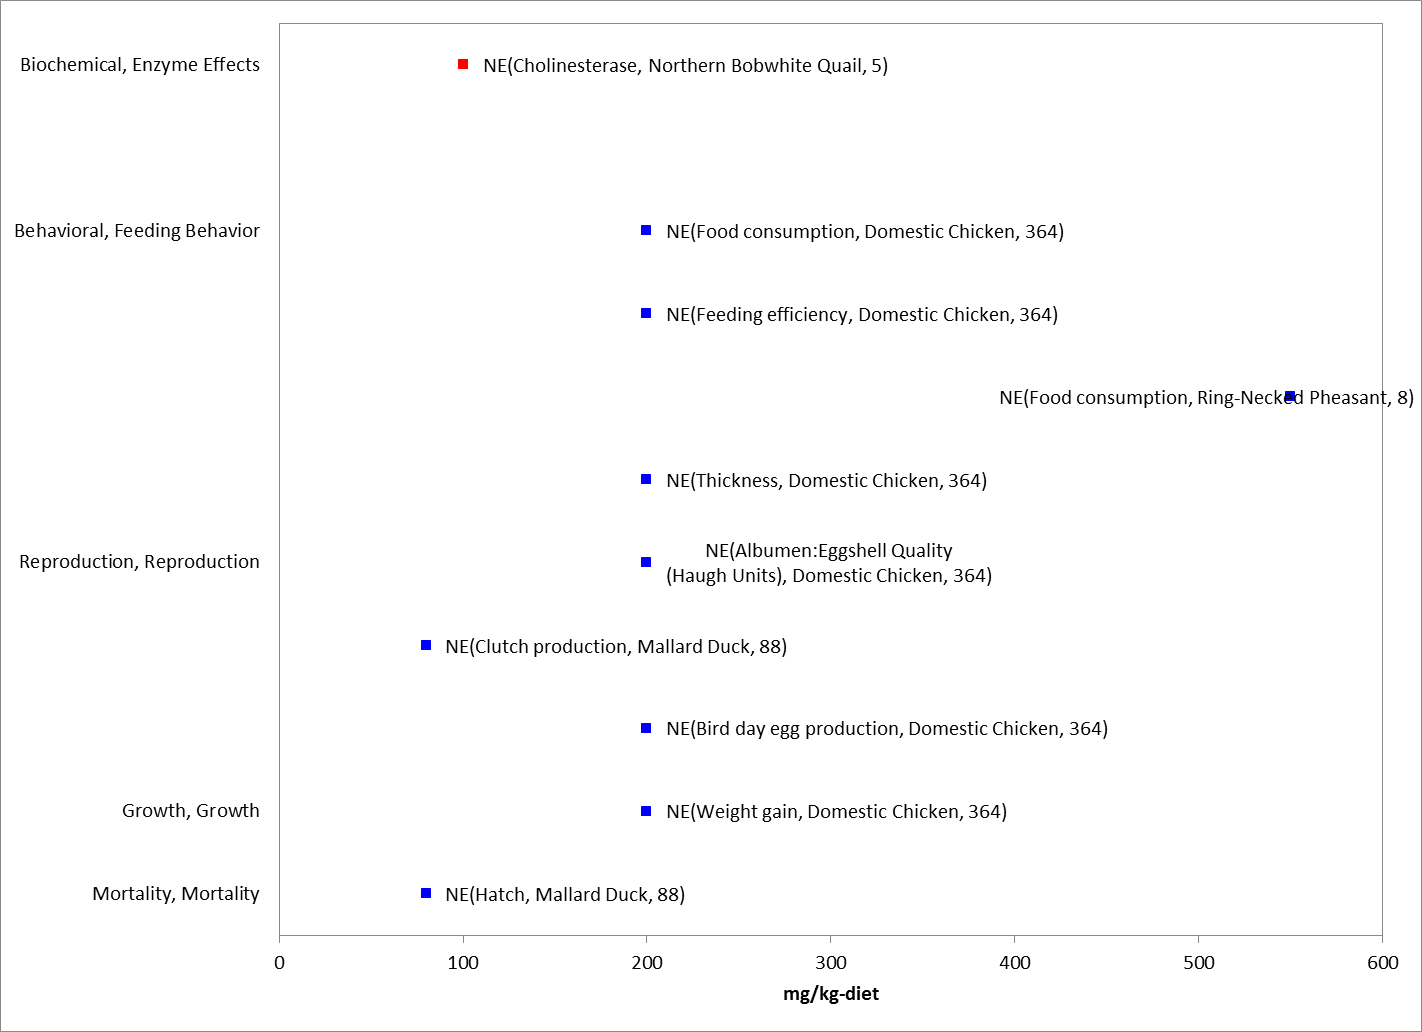 Biochemical, Enzyme Effects
NE(Cholinesterase, Northern Bobwhite Quail, 5)
Behavioral, Feeding Behavior
NE(Food consumption, Domestic Chicken, 364)
NE(Feeding efficiency, Domestic Chicken, 364)
NE(Food consumption, Ring-Necked Pheasant, 8)
NE(Thickness, Domestic Chicken, 364)
Reproduction, Reproduction
NE(Albumen:Eggshell Quality
(Haugh Units), Domestic Chicken, 364)
NE(Clutch production, Mallard Duck, 88)
NE(Bird day egg production, Domestic Chicken, 364)
Growth, Growth
NE(Weight gain, Domestic Chicken, 364)
Mortality, Mortality
NE(Hatch, Mallard Duck, 88)
0 100 200 300 400 500 600
mg/kg-diet